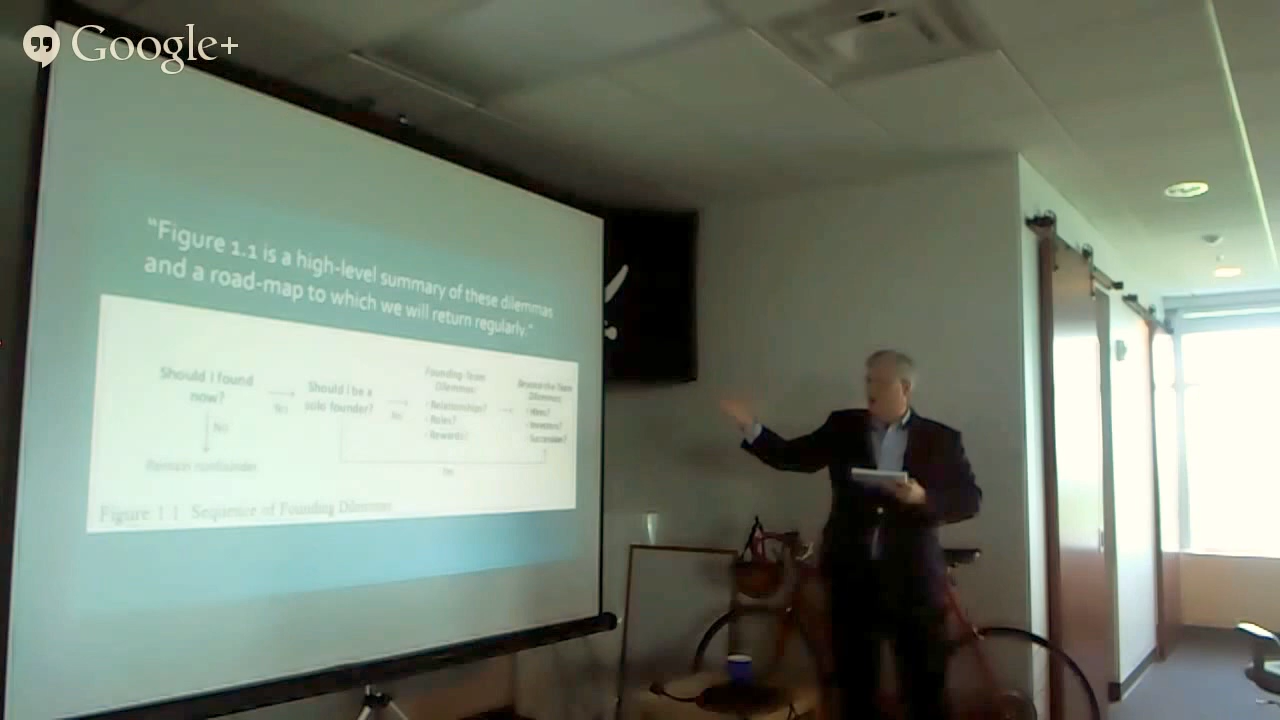 Google+
“Figure 1.1 is a high-level summary of these dilemmas
and a road-map to which we will return regularly.”
Should I found
now?
Yes
Should I be a
solo founder?
No
Founding-Team
Dilemmas:
· Relationships?
· Roles?
· Rewards?
Beyond-the-Team
Dilemmas:
· Hires?
· Investors?
· Succession?
No
Yes
Remain nonfounder
Figure 1.1 Sequence of Founding Dilemmas